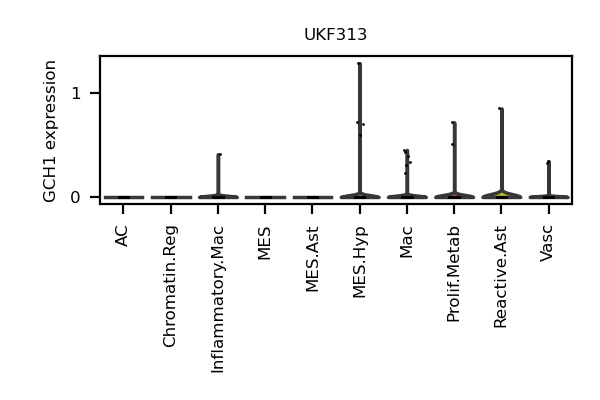 UKF313
GCH1 expression
1
0
AC
Chromatin.Reg
Inflammatory.Mac
MES
MES.Ast
MES.Hyp
Mac
Prolif.Metab
Reactive.Ast
Vasc